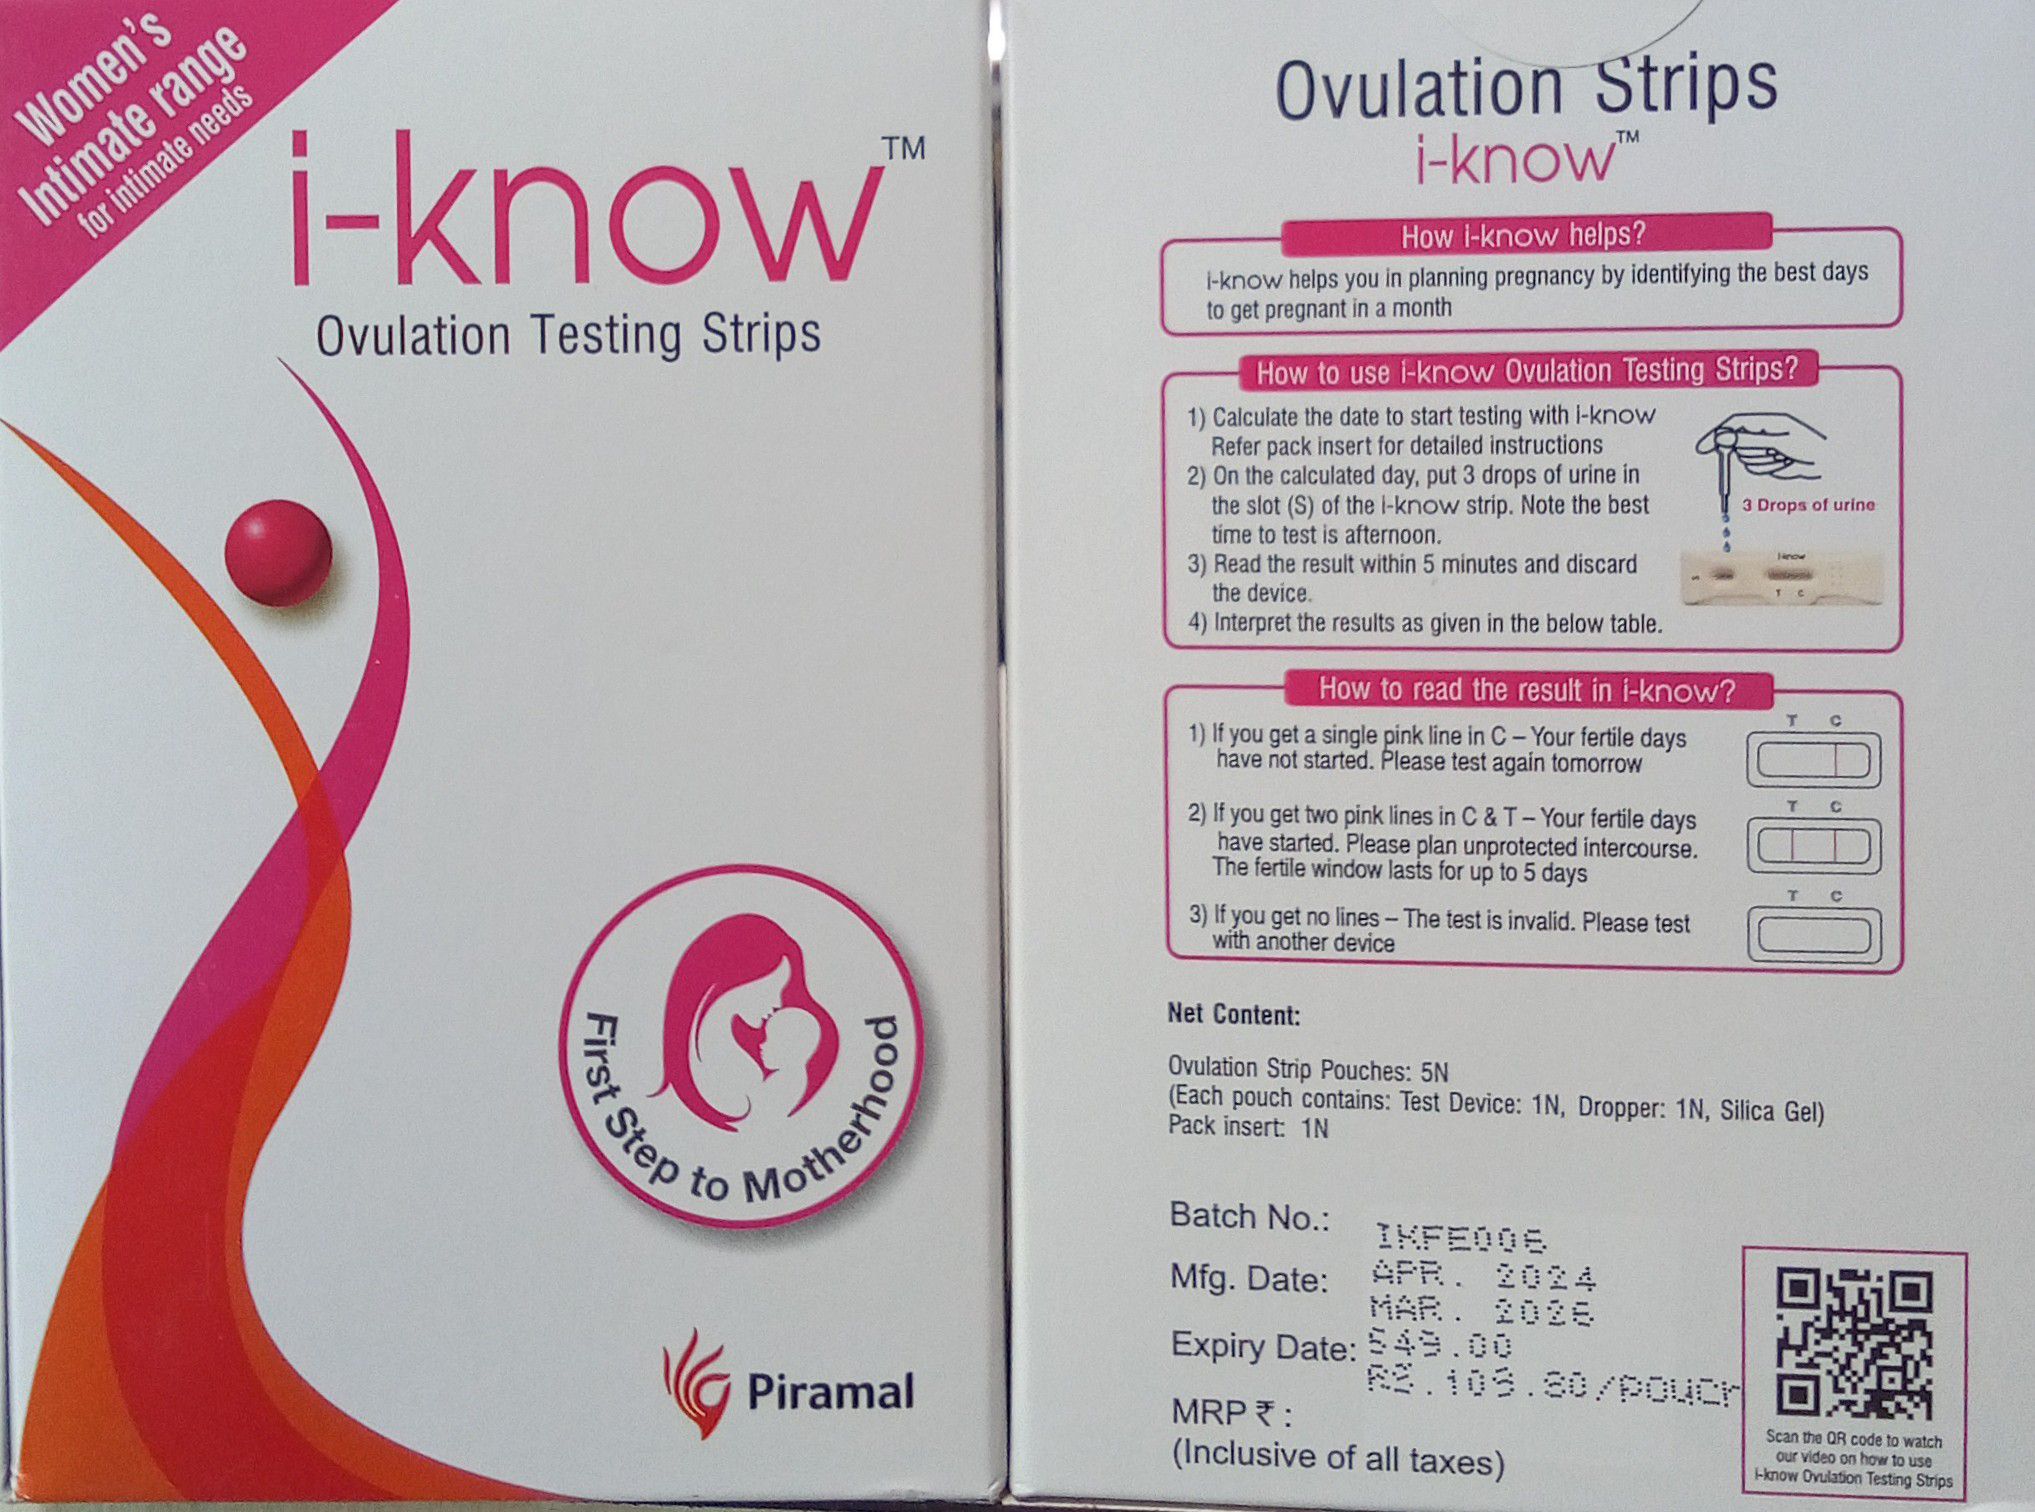 Women's
Intimate range
for intimate needs
i-know™
Ovulation Testing Strips
First Step to Motherhood
Piramal
Ovulation Strips
i-know™
How i-know helps?
i-know helps you in planning pregnancy by identifying the best days
to get pregnant in a month
How to use i-know Ovulation Testing Strips?
1) Calculate the date to start testing with i-know
Refer pack insert for detailed instructions
2) On the calculated day, put 3 drops of urine in
the slot (S) of the i-know strip. Note the best
time to test is afternoon.
3) Read the result within 5 minutes and discard
the device.
4) Interpret the results as given in the below table.
3 Drops of urine
i-know
S
T C
How to read the result in i-know?
1) If you get a single pink line in C – Your fertile days
have not started. Please test again tomorrow
T C
2) If you get two pink lines in C & T – Your fertile days
have started. Please plan unprotected intercourse.
The fertile window lasts for up to 5 days
T C
3) If you get no lines – The test is invalid. Please test
with another device
T C
Net Content:
Ovulation Strip Pouches: 5N
(Each pouch contains: Test Device: 1N, Dropper: 1N, Silica Gel)
Pack insert: 1N
Batch No.: IKFE006
Mfg. Date: APR. 2024
MAR. 2026
Expiry Date: 549.00
RS.109.80/pouch
MRP ₹ :
(Inclusive of all taxes)
Scan the QR code to watch
our video on how to use
i-know Ovulation Testing Strips